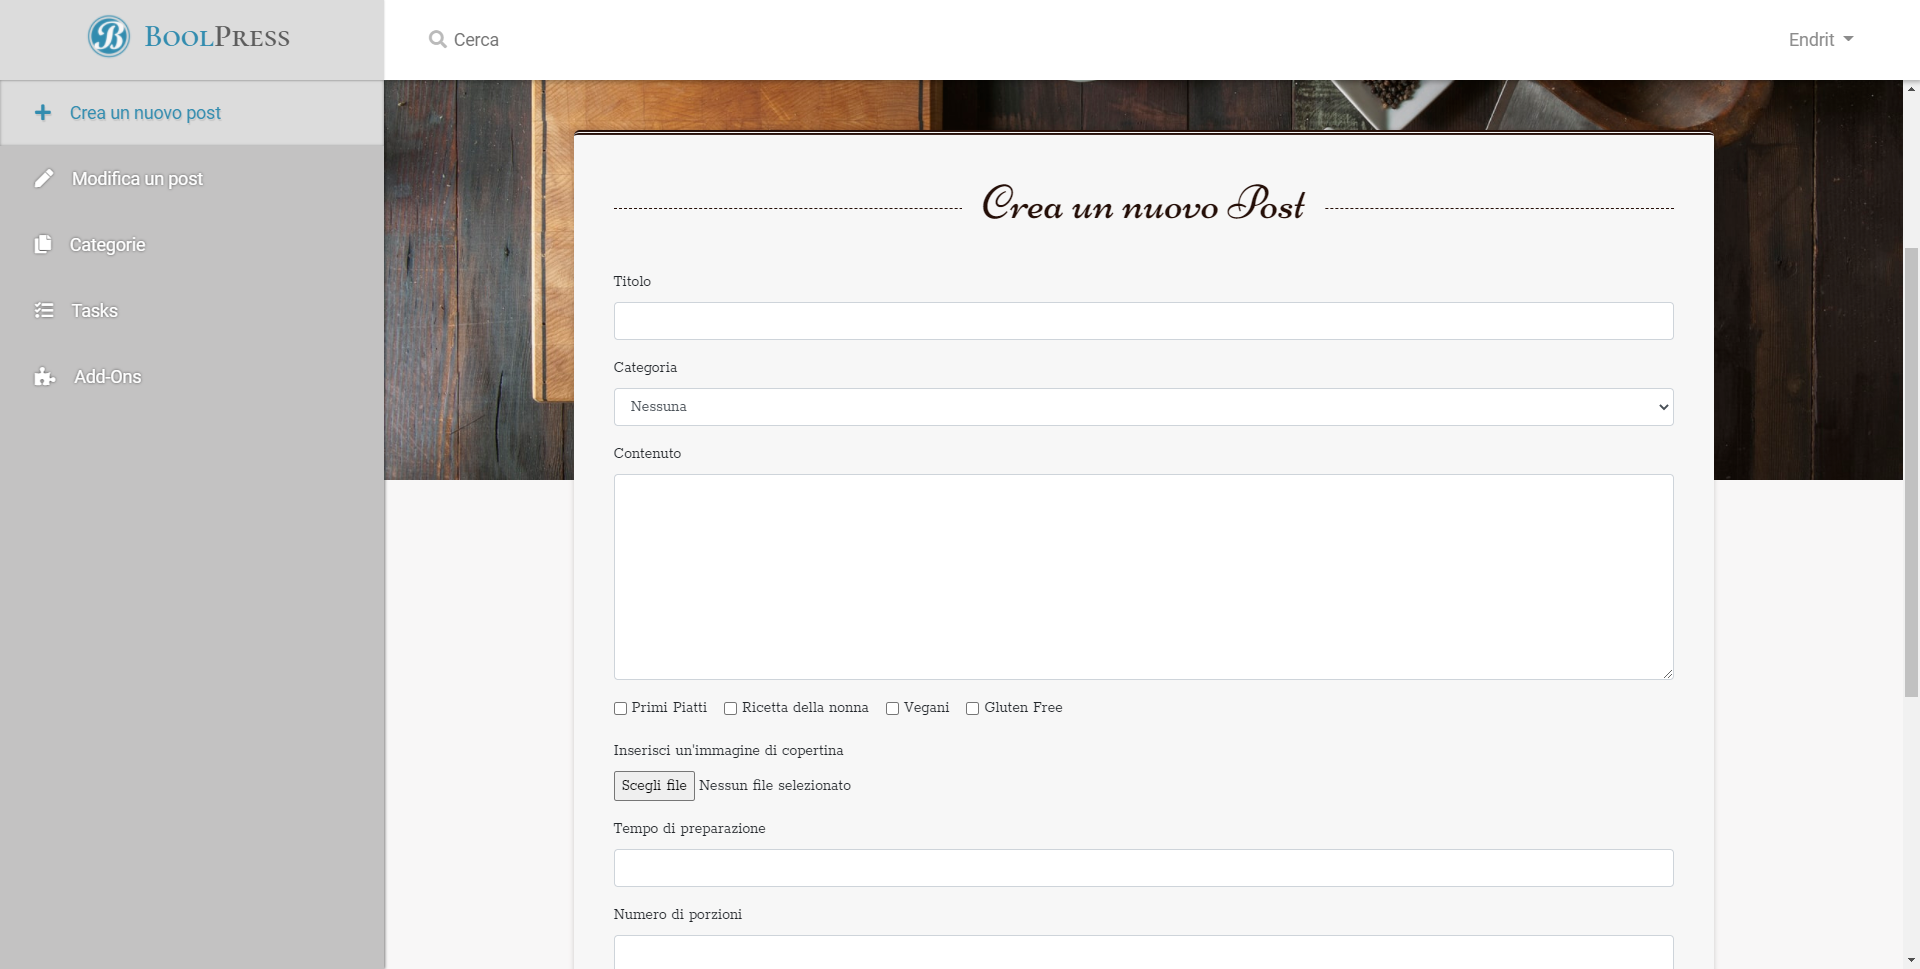 BoolPress
Cerca
Endrit
Crea un nuovo post
Modifica un post
Categorie
Tasks
Add-Ons
Crea un nuovo Post
Titolo
Categoria
Nessuna
Contenuto
Primi Piatti Ricetta della nonna Vegani Gluten Free
Inserisci un'immagine di copertina
Scegli file Nessun file selezionato
Tempo di preparazione
Numero di porzioni